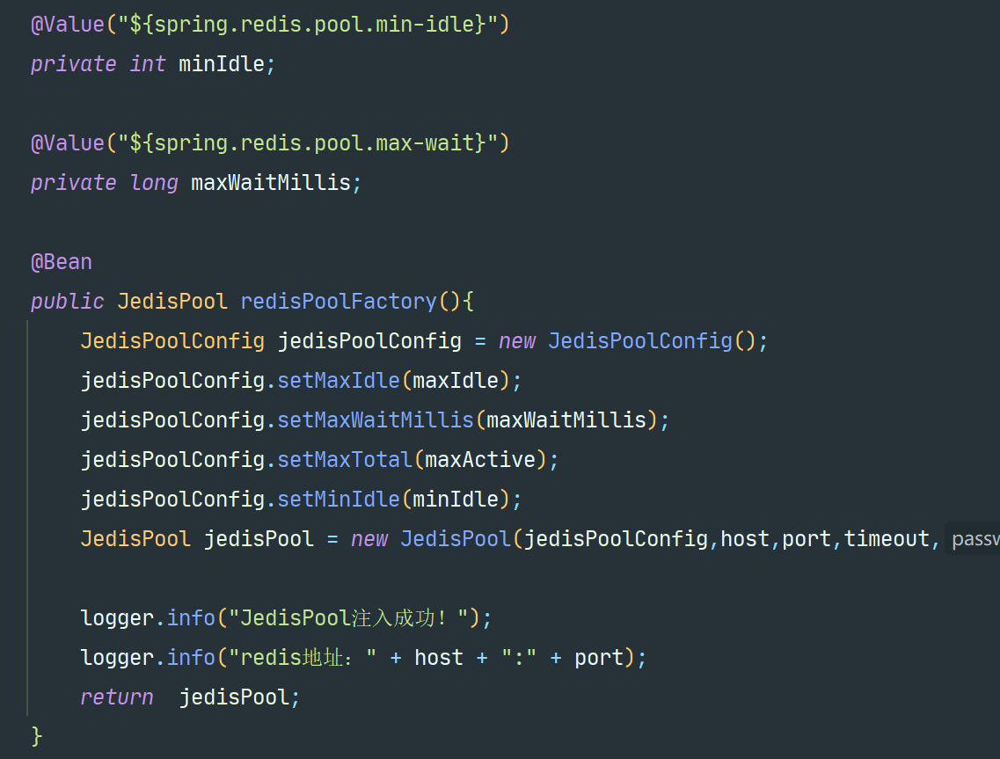 @Value("${spring.redis.pool.min-idle}")
private int minIdle;
@Value("${spring.redis.pool.max-wait}")
private long maxWaitMillis;
@Bean
public JedisPool redisPoolFactory(){
JedisPoolConfig jedisPoolConfig = new JedisPoolConfig();
jedisPoolConfig.setMaxIdle(maxIdle);
jedisPoolConfig.setMaxWaitMillis(maxWaitMillis);
jedisPoolConfig.setMaxTotal(maxActive);
jedisPoolConfig.setMinIdle(minIdle);
JedisPool jedisPool = new JedisPool(jedisPoolConfig,host,port,timeout,
logger.info("JedisPool注入成功！");
logger.info("redis地址：" + host + ":" + port);
return  jedisPool;
}